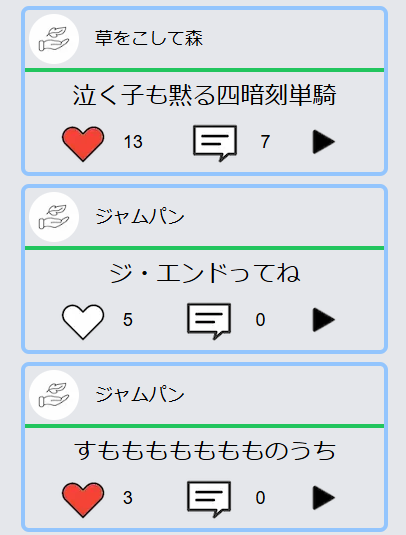 草をこして森
泣く子も黙る四暗刻単騎
13 7
ジャムパン
ジ・エンドってね
5 0
ジャムパン
すもももももももものうち
3 0